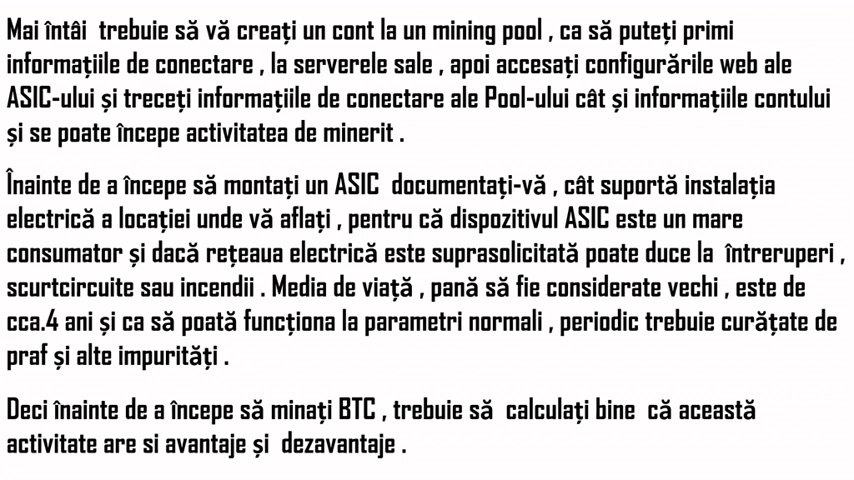 Mai întâi  trebuie să vă creați un cont la un mining pool , ca să puteți primi
informațiile de conectare , la serverele sale , apoi accesați configurările web ale
ASIC-ului și treceți informațiile de conectare ale Pool-ului cât și informațiile contului
și se poate începe activitatea de minerit .
Înainte de a începe să montați un ASIC  documentați-vă , cât suportă instalația
electrică a locației unde vă aflați , pentru că dispozitivul ASIC este un mare
consumator și dacă rețeaua electrică este suprasolicitată poate duce la  întreruperi ,
scurtcircuite sau incendii . Media de viață , pană să fie considerate vechi , este de
cca.4 ani și ca să poată funcționa la parametri normali , periodic trebuie curățate de
praf și alte impurități .
Deci înainte de a începe să minați BTC , trebuie să  calculați bine  că această
activitate are si avantaje și  dezavantaje .